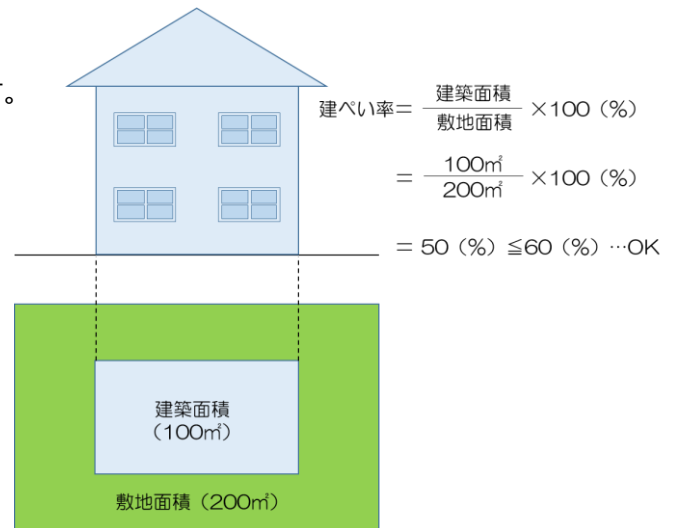 。
建ぺい率= 建築面積/敷地面積 ×100（%）
= 100㎡/200㎡ ×100（%）
= 50（%）≦60（%）…OK
建築面積
（100㎡）
敷地面積（200㎡）